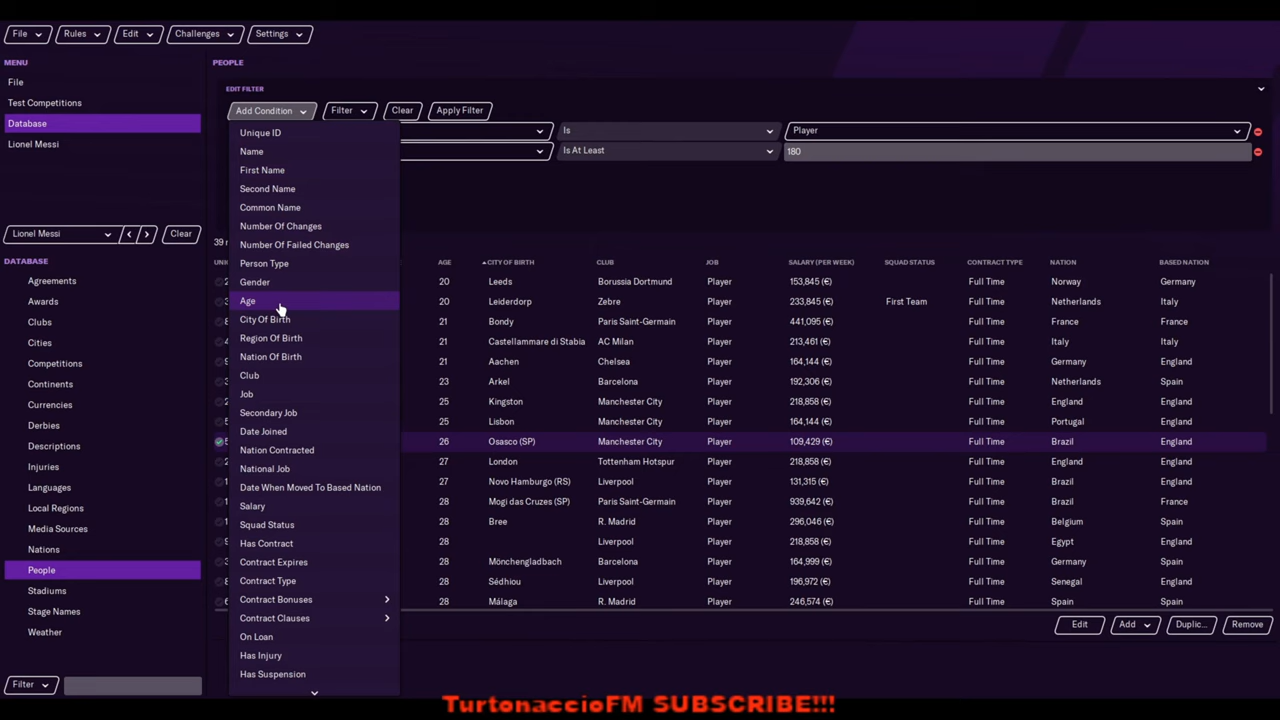 File Rules Edit Challenges Settings
MENU
PEOPLE
File
Test Competitions
Database
Lionel Messi
EDIT FILTER
Add Condition Filter Clear Apply Filter
Is Player
Is At Least 180
Unique ID
Name
First Name
Second Name
Common Name
Number Of Changes
Number Of Failed Changes
Person Type
Gender
Age
City Of Birth
Region Of Birth
Nation Of Birth
Club
Job
Secondary Job
Date Joined
Nation Contracted
National Job
Date When Moved To Based Nation
Salary
Squad Status
Has Contract
Contract Expires
Contract Type
Contract Bonuses
Contract Clauses
On Loan
Has Injury
Has Suspension
Lionel Messi Clear
DATABASE
Agreements
Awards
Clubs
Cities
Competitions
Continents
Currencies
Derbies
Descriptions
Injuries
Languages
Local Regions
Media Sources
Nations
People
Stadiums
Stage Names
Weather
Filter
AGE CITY OF BIRTH CLUB JOB SALARY (PER WEEK) SQUAD STATUS CONTRACT TYPE NATION BASED NATION
20 Leeds Borussia Dortmund Player 153,845 (€) Full Time Norway Germany
20 Leiderdorp Zebre Player 233,845 (€) First Team Full Time Netherlands Italy
21 Bondy Paris Saint-Germain Player 441,095 (€) Full Time France France
21 Castellammare di Stabia AC Milan Player 213,461 (€) Full Time Italy Italy
21 Aachen Chelsea Player 164,144 (€) Full Time Germany England
23 Arkel Barcelona Player 192,306 (€) Full Time Netherlands Spain
25 Kingston Manchester City Player 218,858 (€) Full Time England England
25 Lisbon Manchester City Player 164,144 (€) Full Time Portugal England
26 Osasco (SP) Manchester City Player 109,429 (€) Full Time Brazil England
27 London Tottenham Hotspur Player 218,858 (€) Full Time England England
27 Novo Hamburgo (RS) Liverpool Player 131,315 (€) Full Time Brazil England
28 Mogi das Cruzes (SP) Paris Saint-Germain Player 939,642 (€) Full Time Brazil France
28 Bree R. Madrid Player 296,046 (€) Full Time Belgium Spain
28 Liverpool Player 218,858 (€) Full Time Egypt England
28 Mönchengladbach Barcelona Player 164,999 (€) Full Time Germany Spain
28 Sédhiou Liverpool Player 196,972 (€) Full Time Senegal England
28 Málaga R. Madrid Player 246,574 (€) Full Time Spain Spain
Edit Add Duplic... Remove
TurtonaccioFM SUBSCRIBE!!!